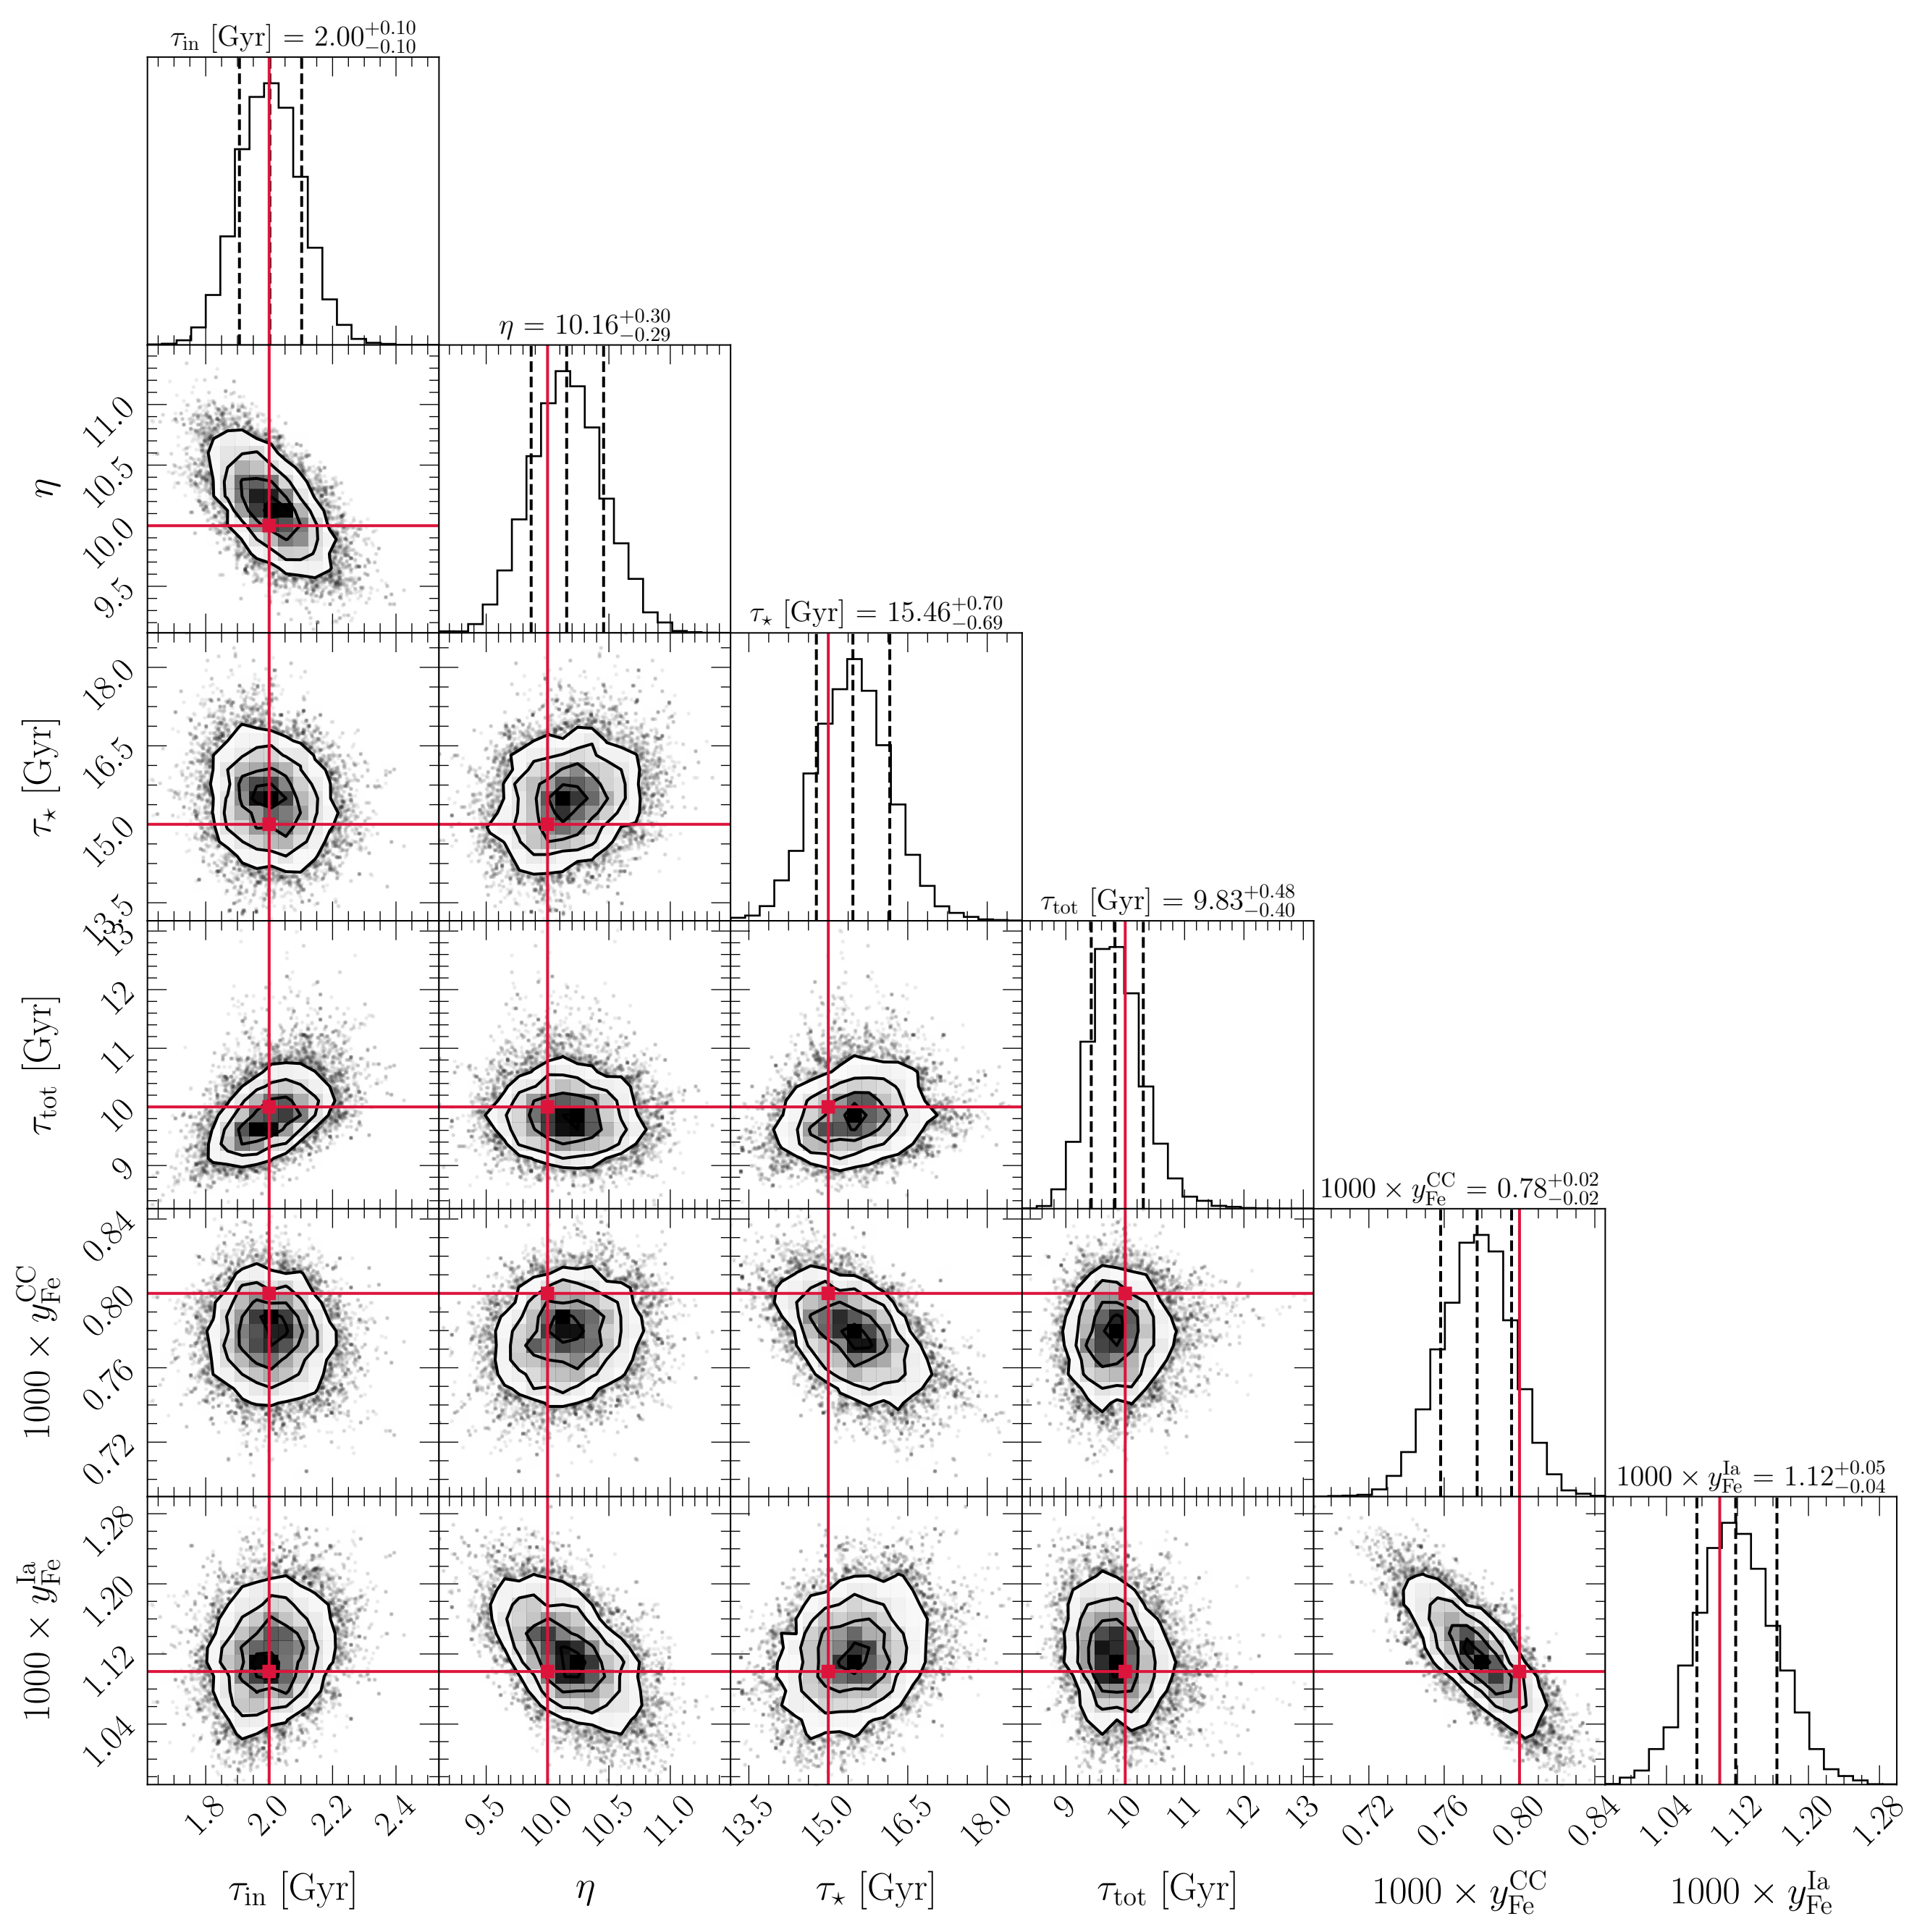 τ_in [Gyr] = 2.00^{+0.10}_{−0.10}
η = 10.16^{+0.30}_{−0.29}
τ_⋆ [Gyr] = 15.46^{+0.70}_{−0.69}
τ_tot [Gyr] = 9.83^{+0.48}_{−0.40}
1000 × y_Fe^CC = 0.78^{+0.02}_{−0.02}
1000 × y_Fe^Ia = 1.12^{+0.05}_{−0.04}
η
11.0
10.5
10.0
9.5
τ_⋆ [Gyr]
18.0
16.5
15.0
13.5
τ_tot [Gyr]
13
12
11
10
9
1000 × y_Fe^CC
0.84
0.80
0.76
0.72
1000 × y_Fe^Ia
1.28
1.20
1.12
1.04
1.8 2.0 2.2 2.4 9.5 10.0 10.5 11.0 13.5 15.0 16.5 18.0 9 10 11 12 13 0.72 0.76 0.80 0.84 1.04 1.12 1.20 1.28
τ_in [Gyr] η τ_⋆ [Gyr] τ_tot [Gyr] 1000 × y_Fe^CC 1000 × y_Fe^Ia